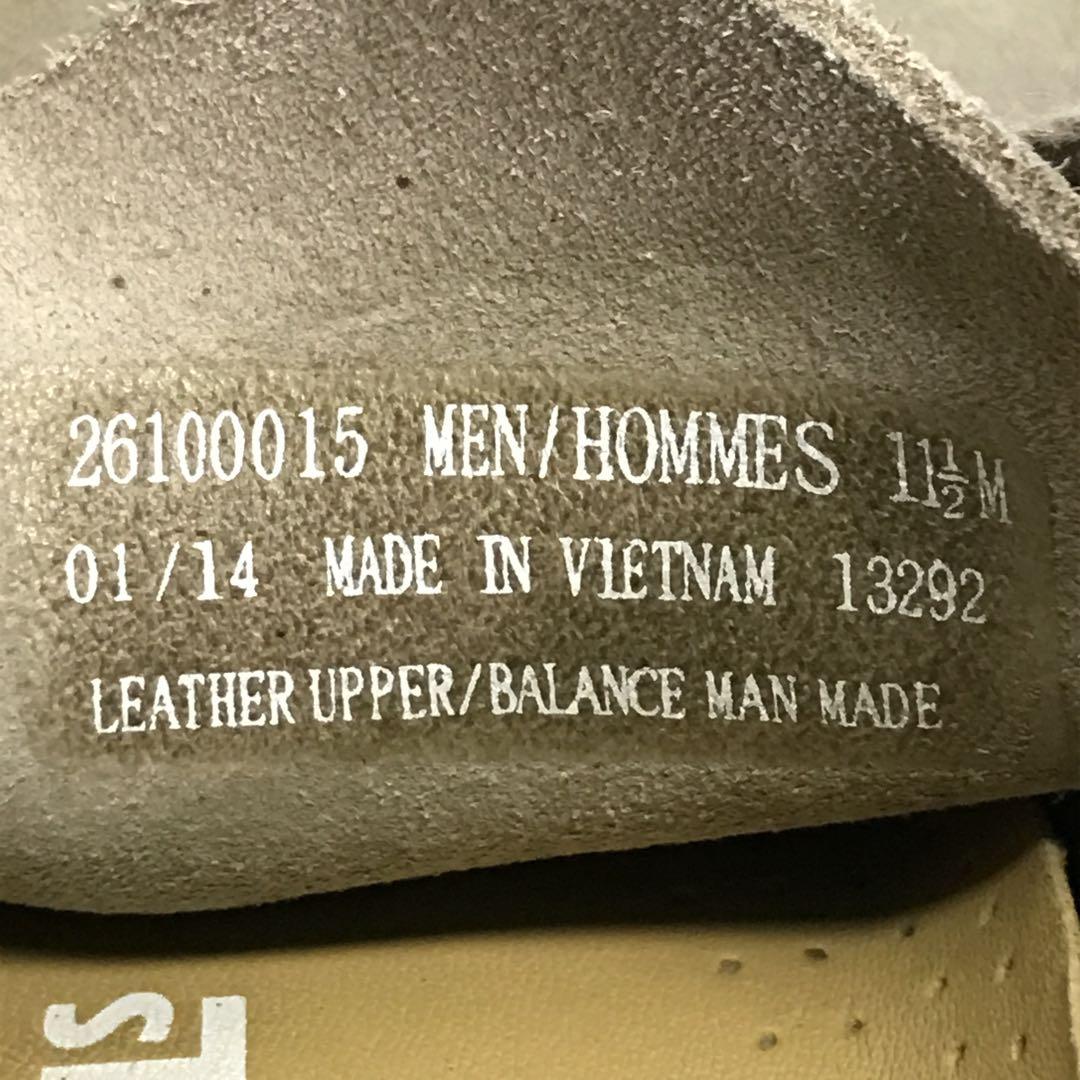 26100015 MEN/HOMMES 11½M
01/14 MADE IN VIETNAM 13292
LEATHER UPPER/BALANCE MAN MADE